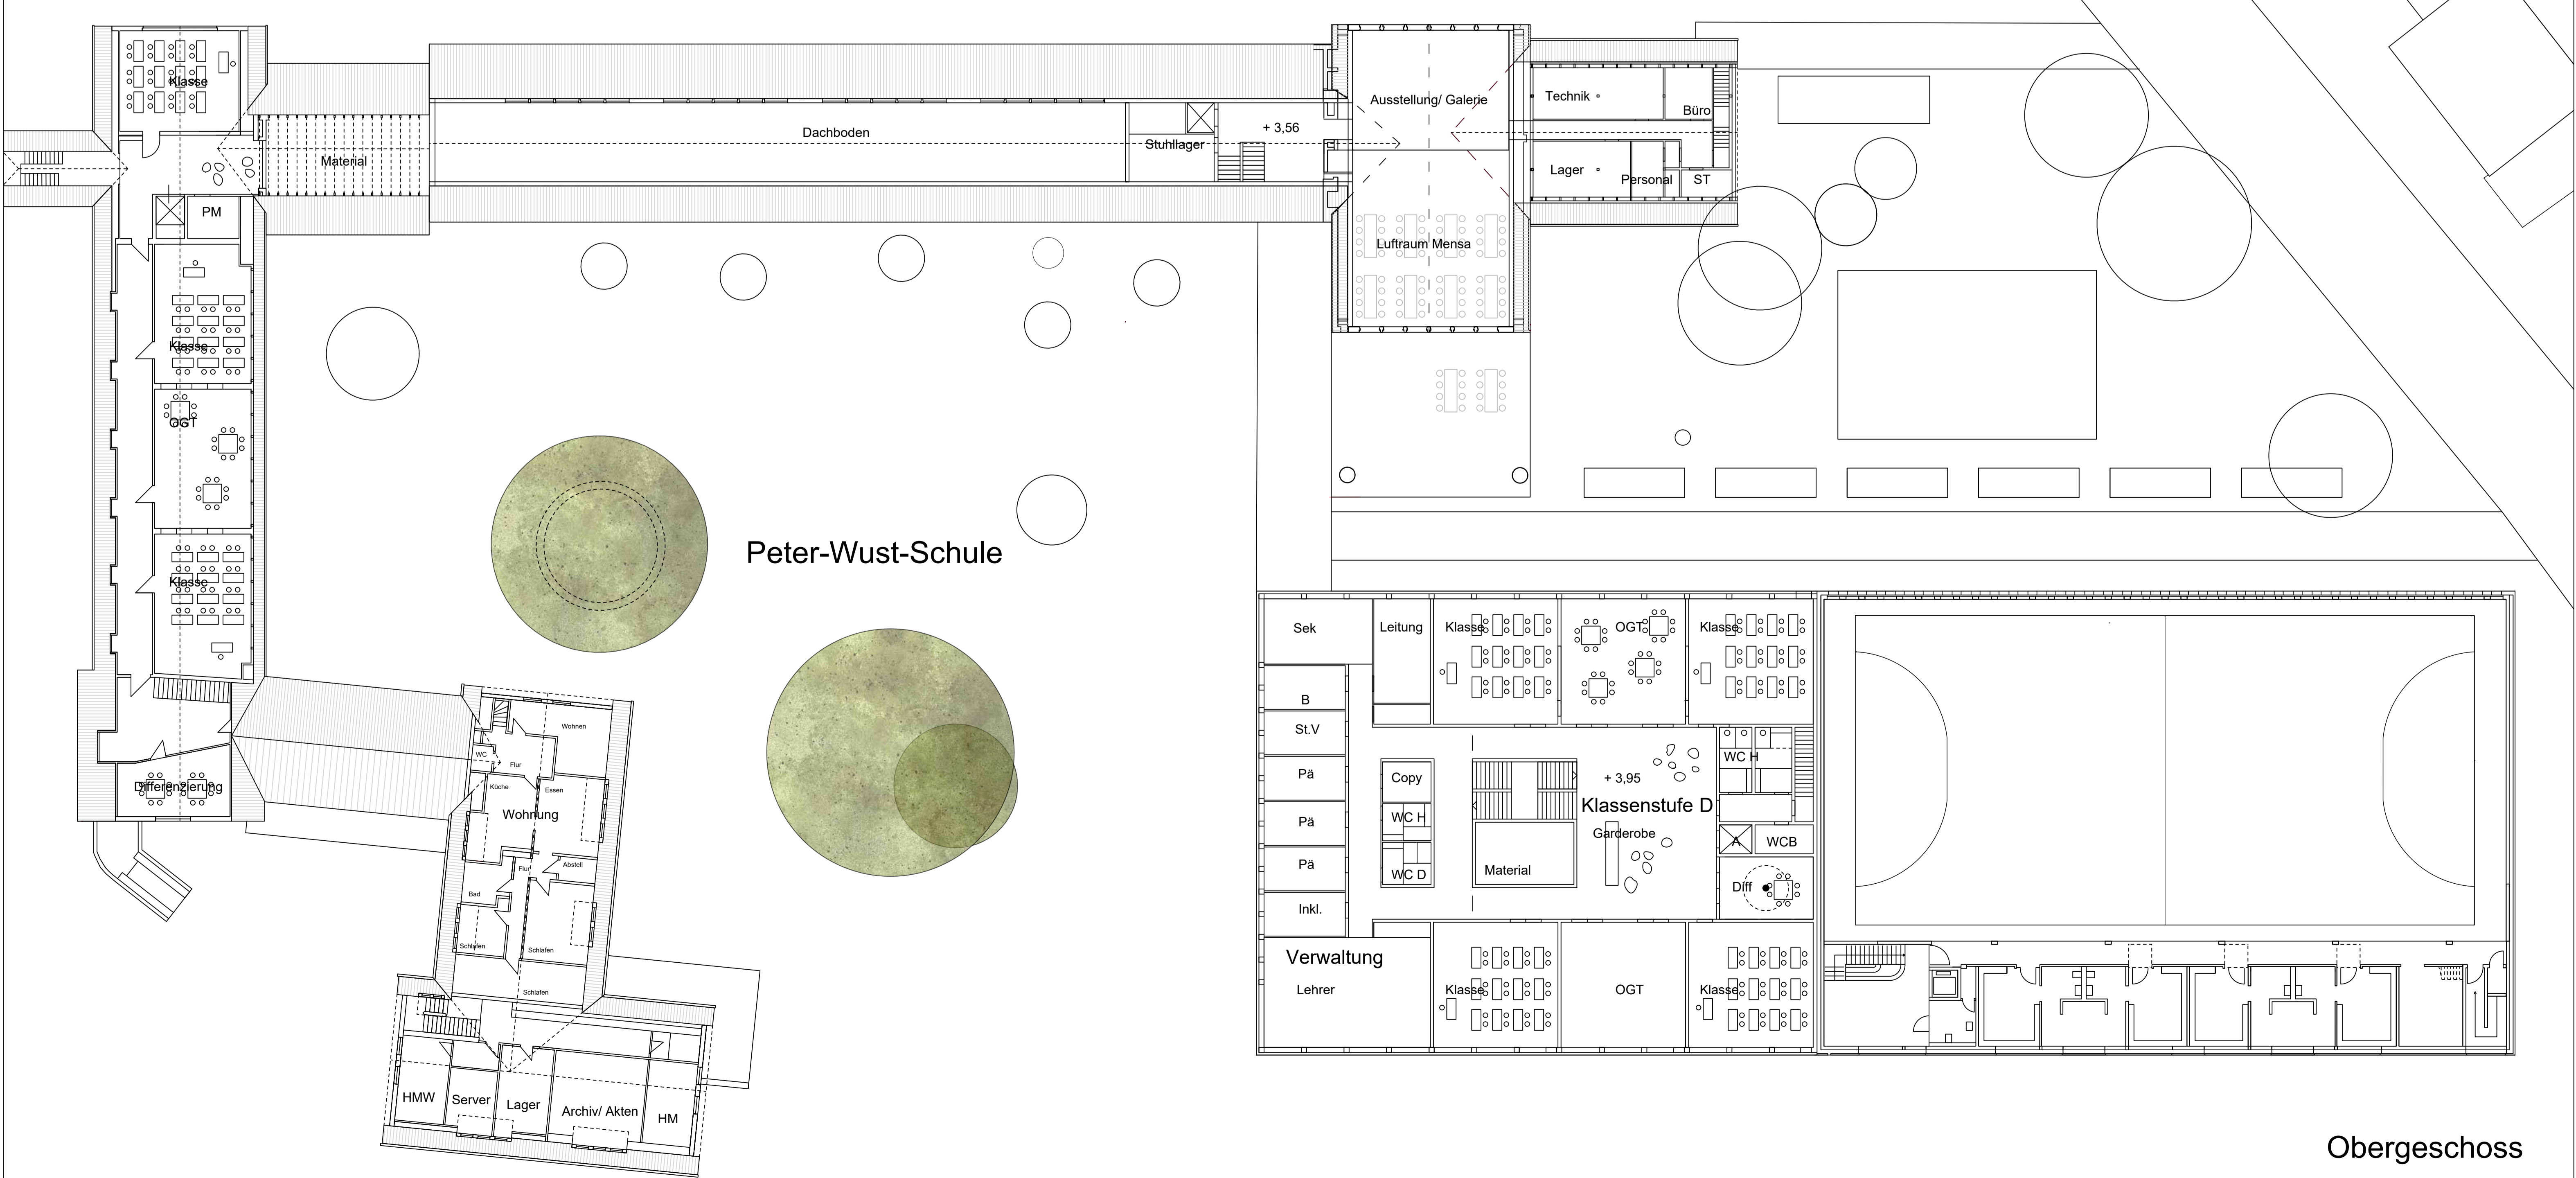 Klasse
Material
PM
Klasse
OGT
Klasse
Differenzierung
Dachboden
Stuhllager
+ 3,56
Ausstellung/ Galerie
Luftraum Mensa
Technik
Büro
Lager
Personal
ST
Peter-Wust-Schule
Wohnen
WC
Flur
Küche
Essen
Wohnung
Flur
Abstell
Bad
Schlafen
Schlafen
Schlafen
HMW
Server
Lager
Archiv/ Akten
HM
Sek
Leitung
Klasse
OGT
Klasse
B
St.V
Pä
Pä
Pä
Inkl.
Copy
WC H
WC D
Material
+ 3,95
Klassenstufe D
Garderobe
WC H
A
WCB
Diff
Verwaltung
Lehrer
Klasse
OGT
Klasse
Obergeschoss